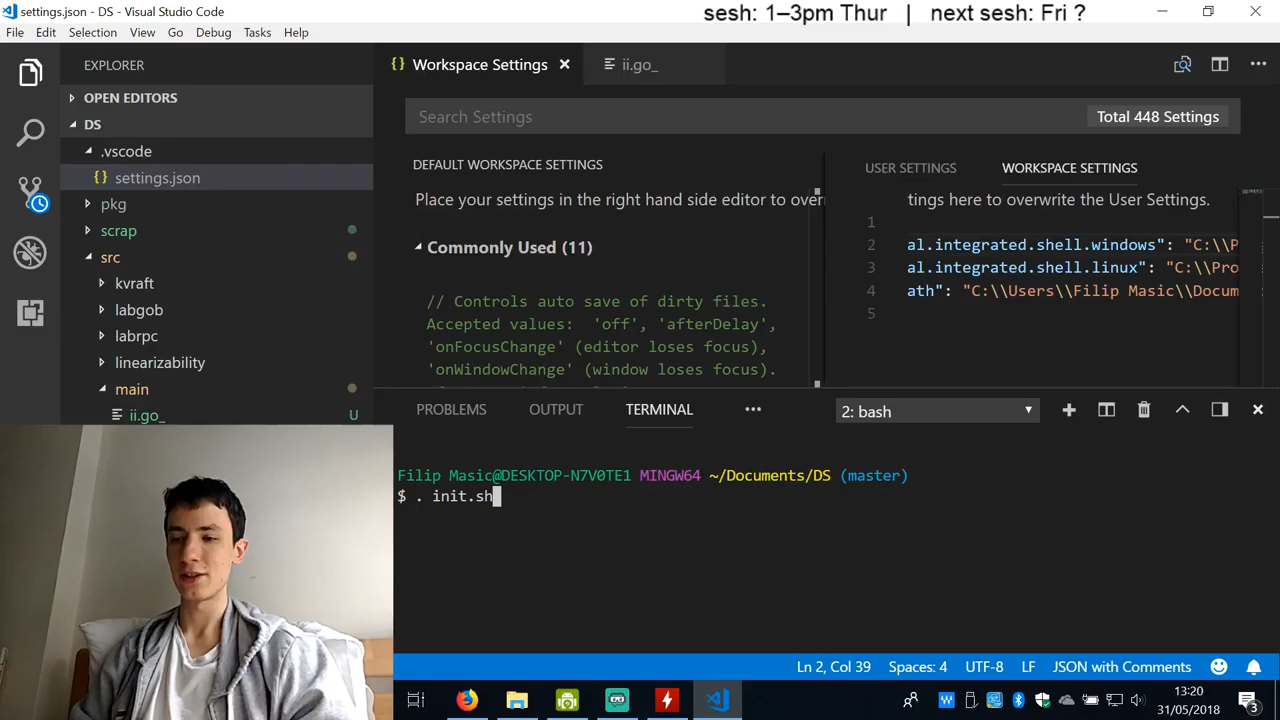 settings.json - DS - Visual Studio Code
sesh: 1–3pm Thur | next sesh: Fri ?
File Edit Selection View Go Debug Tasks Help
EXPLORER
OPEN EDITORS
DS
.vscode
{} settings.json
pkg
scrap
src
kvraft
labgob
labrpc
linearizability
main
ii.go_ U
{} Workspace Settings
ii.go_
Search Settings
Total 448 Settings
DEFAULT WORKSPACE SETTINGS
Place your settings in the right hand side editor to over
Commonly Used (11)
// Controls auto save of dirty files.
Accepted values: 'off', 'afterDelay',
'onFocusChange' (editor loses focus),
'onWindowChange' (window loses focus).
USER SETTINGS WORKSPACE SETTINGS
tings here to overwrite the User Settings.
1
2 al.integrated.shell.windows": "C:\\P
3 al.integrated.shell.linux": "C:\\Pro
4 ath": "C:\\Users\\Filip Masic\\Docum
5
PROBLEMS OUTPUT TERMINAL ••• 2: bash
Filip Masic@DESKTOP-N7V0TE1 MINGW64 ~/Documents/DS (master)
$ . init.sh
Ln 2, Col 39 Spaces: 4 UTF-8 LF JSON with Comments
13:20
31/05/2018
3